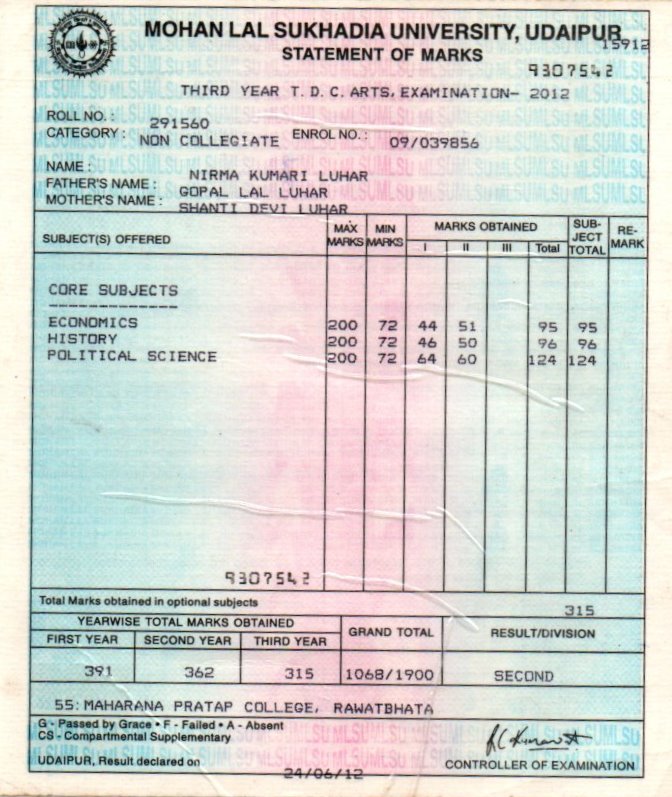 MOHAN LAL SUKHADIA UNIVERSITY, UDAIPUR
15912
STATEMENT OF MARKS
9307542
THIRD YEAR T.D.C.ARTS,EXAMINATION- 2012
ROLL NO. : 291560
CATEGORY : NON COLLEGIATE ENROL NO. : 09/039856
NAME : NIRMA KUMARI LUHAR
FATHER'S NAME : GOPAL LAL LUHAR
MOTHER'S NAME : SHANTI DEVI LUHAR
SUBJECT(S) OFFERED MAX MARKS MIN MARKS MARKS OBTAINED SUB-JECT TOTAL RE-MARK
I II III Total
CORE SUBJECTS
----------------
ECONOMICS 200 72 44 51 95 95
HISTORY 200 72 46 50 96 96
POLITICAL SCIENCE 200 72 64 60 124 124
9307542
Total Marks obtained in optional subjects 315
YEARWISE TOTAL MARKS OBTAINED GRAND TOTAL RESULT/DIVISION
FIRST YEAR SECOND YEAR THIRD YEAR
391 362 315 1068/1900 SECOND
55:MAHARANA PRATAP COLLEGE, RAWATBHATA
G - Passed by Grace • F - Failed • A - Absent
CS - Compartmental Supplementary
UDAIPUR, Result declared on 24/06/12
CONTROLLER OF EXAMINATION